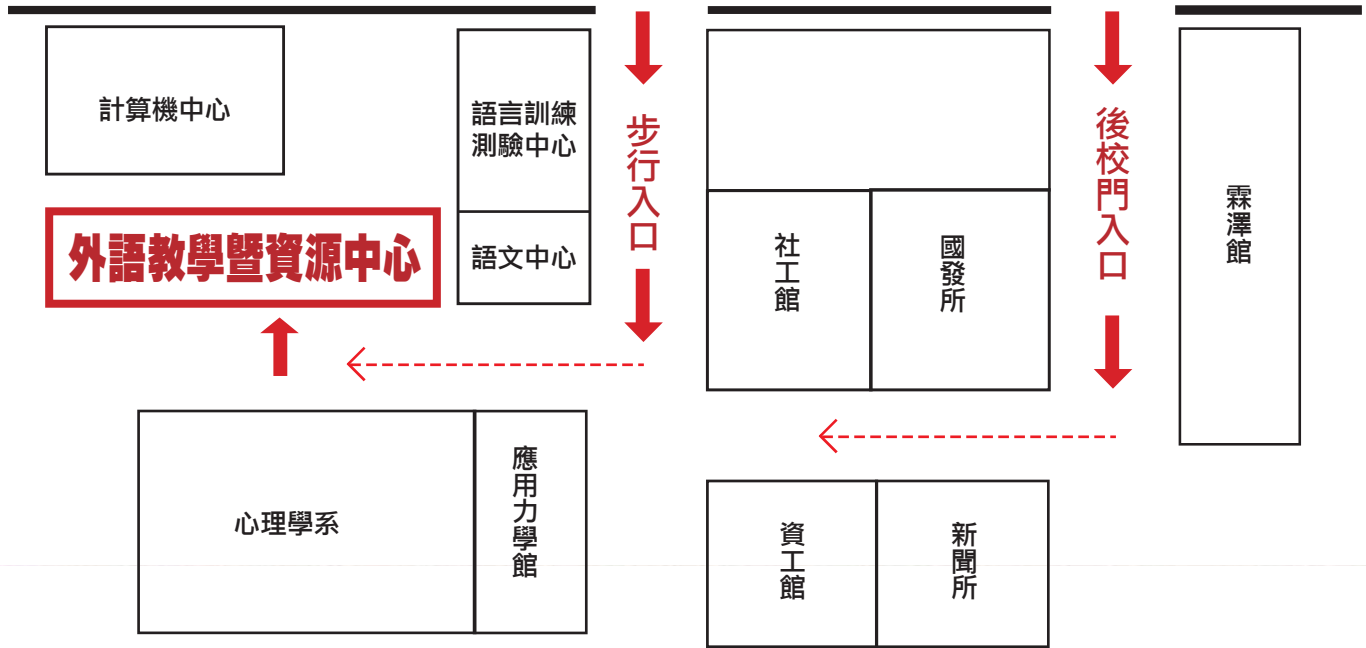 計算機中心
語言訓練
測驗中心
步行入口
後校門入口
霖澤館
外語教學暨資源中心
語文中心
社工館
國發所
心理學系
應用力學館
資工館
新聞所